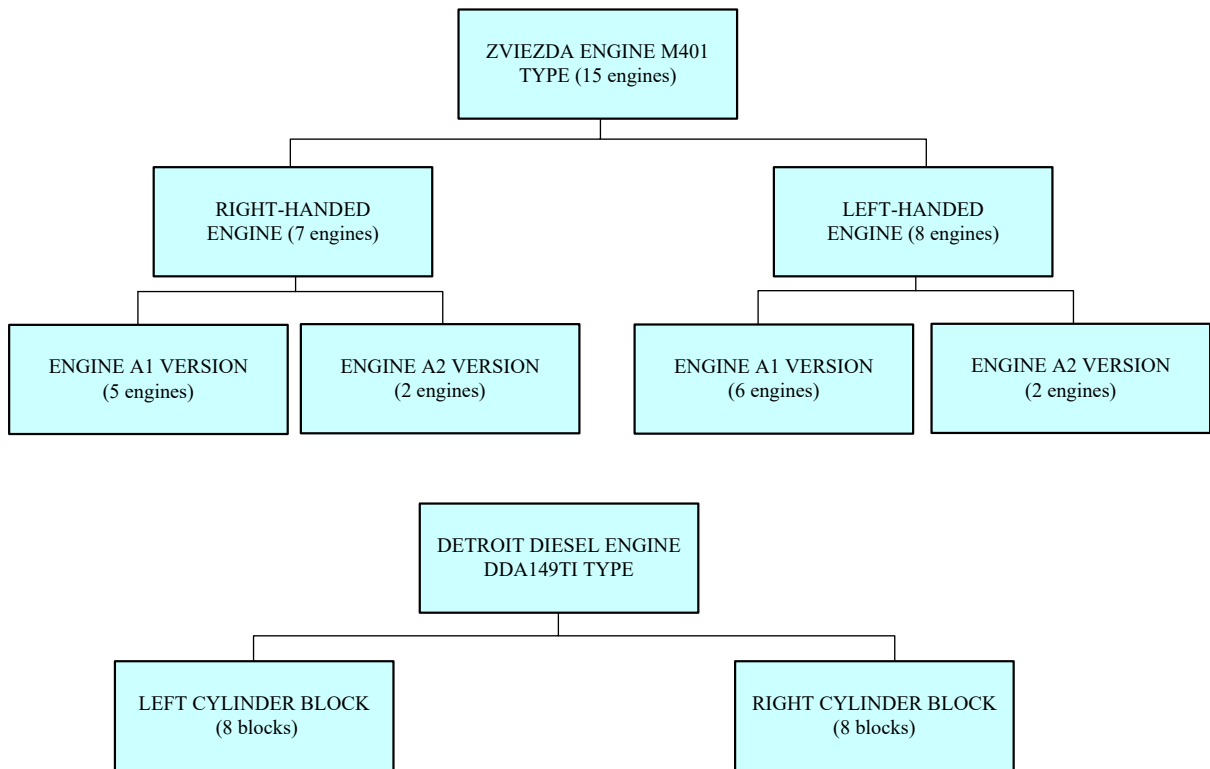 ZVIEZDA ENGINE M401
TYPE (15 engines)
RIGHT-HANDED
ENGINE (7 engines)
LEFT-HANDED
ENGINE (8 engines)
ENGINE A1 VERSION
(5 engines)
ENGINE A2 VERSION
(2 engines)
ENGINE A1 VERSION
(6 engines)
ENGINE A2 VERSION
(2 engines)
DETROIT DIESEL ENGINE
DDA149TI TYPE
LEFT CYLINDER BLOCK
(8 blocks)
RIGHT CYLINDER BLOCK
(8 blocks)